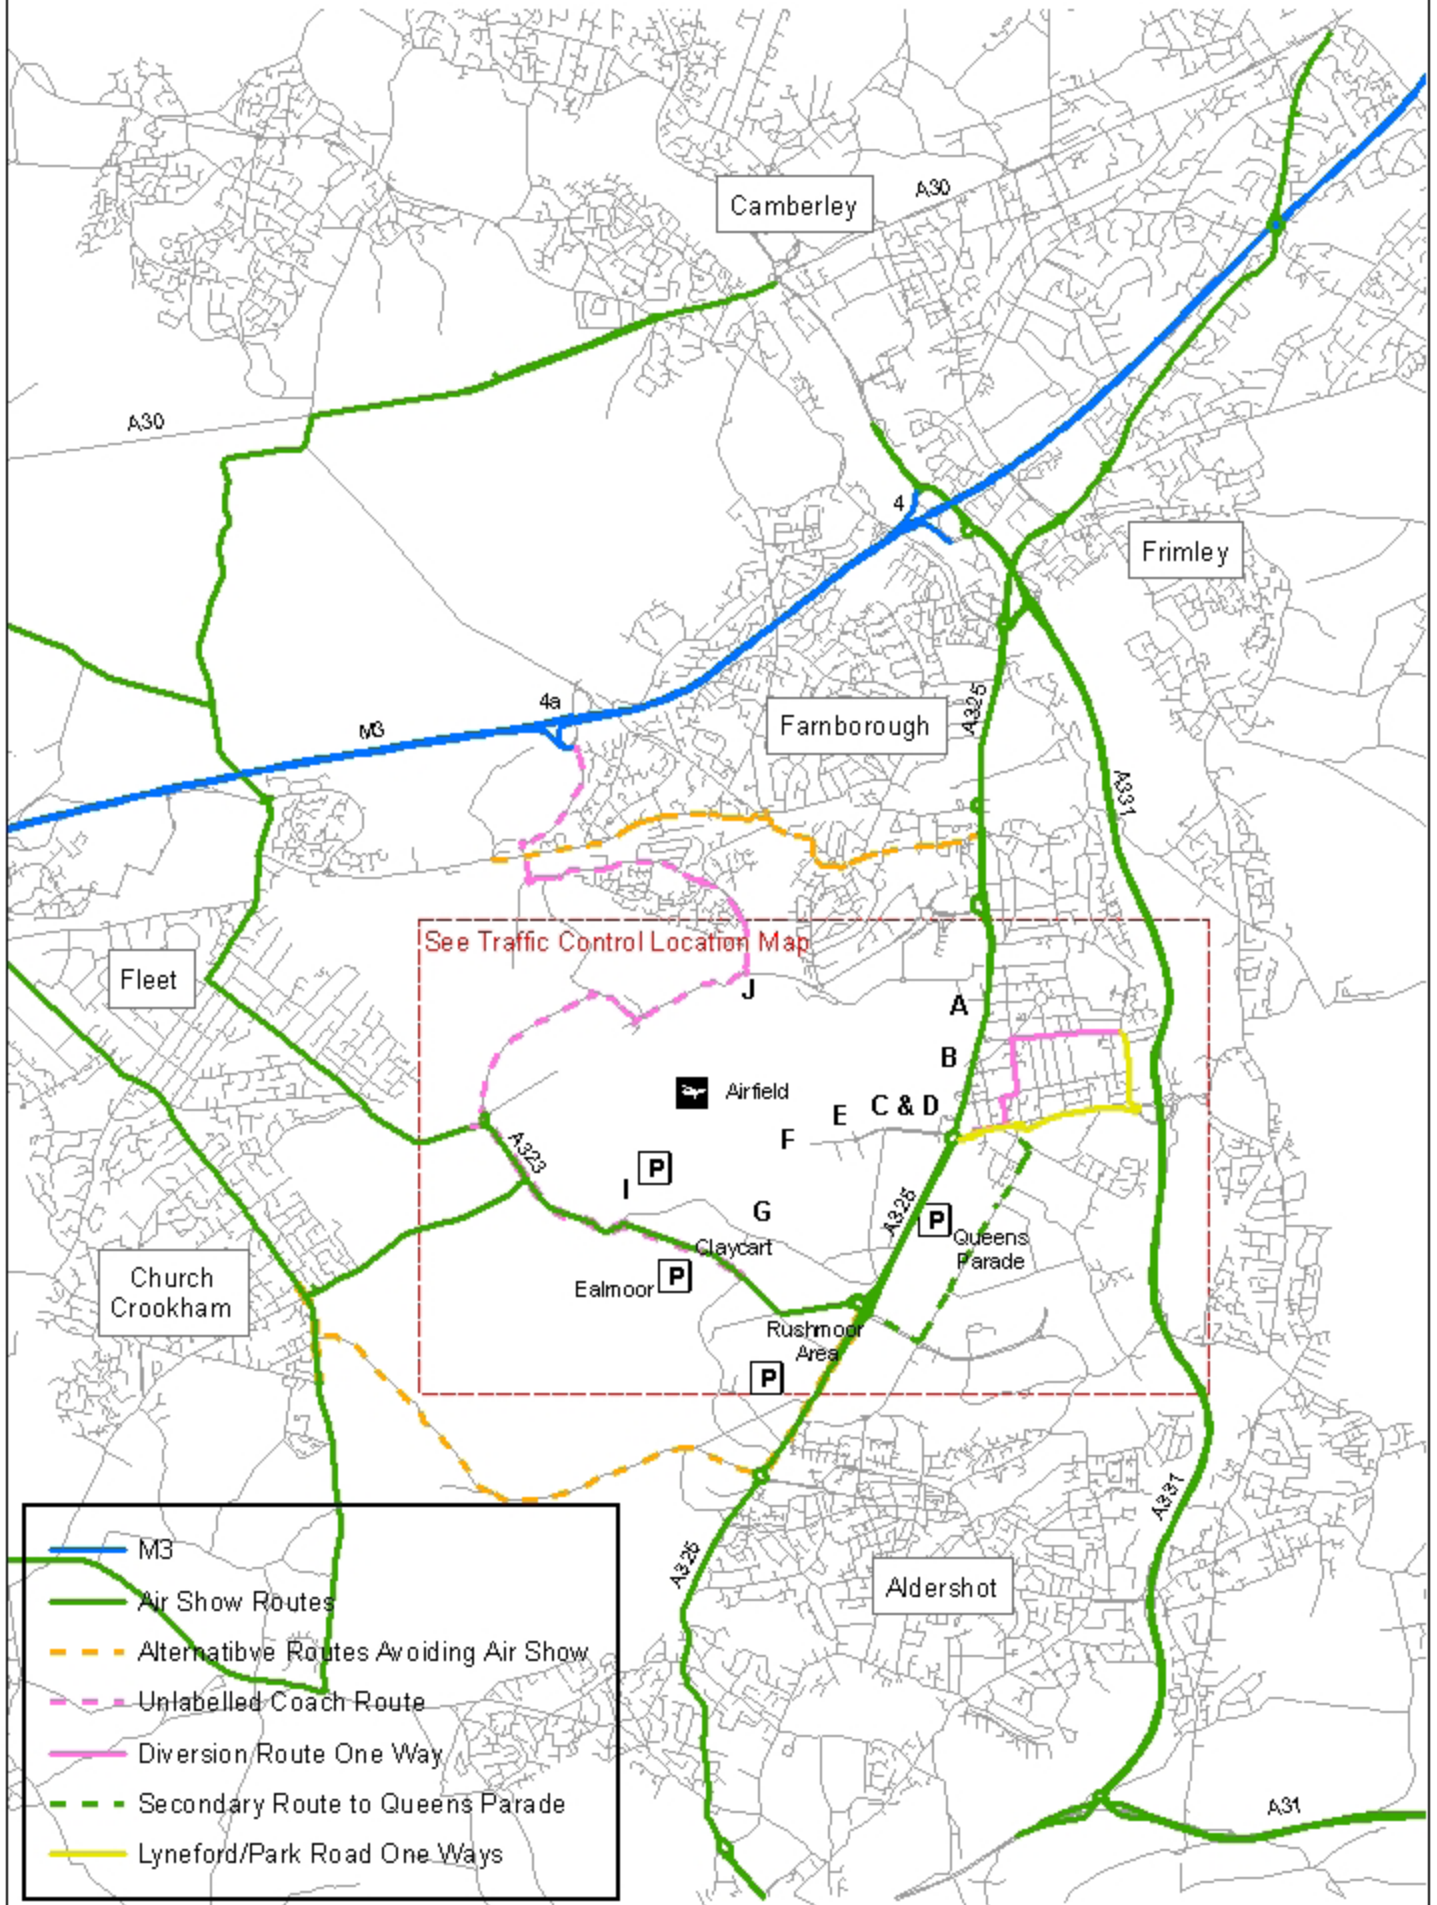 Camberley
A30
A30
4
Frimley
4a
M3
Farnborough
A325
A331
See Traffic Control Location Map
Fleet
J
A
B
Airfield
C & D
E
F
A323
P
I
G
A325
P
Queens
Parade
Claycart
Ealmoor
P
Church
Crookham
Rushmoor
Area
P
A331
A325
Aldershot
M3
Air Show Routes
Alternatibve Routes Avoiding Air Show
Unlabelled Coach Route
Diversion Route One Way
Secondary Route to Queens Parade
Lyneford/Park Road One Ways
A31